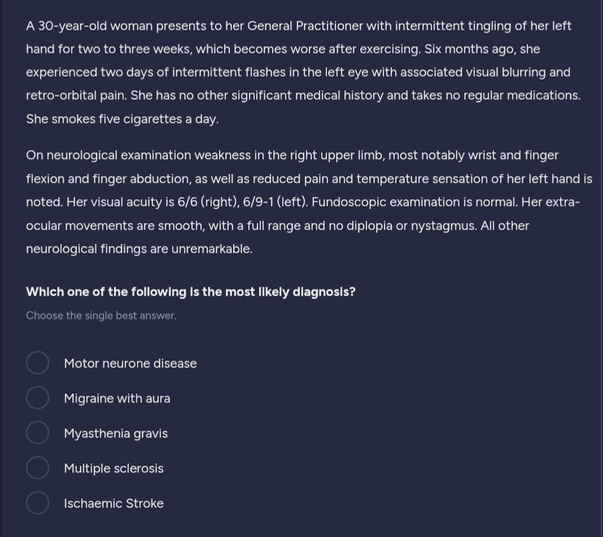 A 30-year-old woman presents to her General Practitioner with intermittent tingling of her left
hand for two to three weeks, which becomes worse after exercising. Six months ago, she
experienced two days of intermittent flashes in the left eye with associated visual blurring and
retro-orbital pain. She has no other significant medical history and takes no regular medications.
She smokes five cigarettes a day.
On neurological examination weakness in the right upper limb, most notably wrist and finger
flexion and finger abduction, as well as reduced pain and temperature sensation of her left hand is
noted. Her visual acuity is 6/6 (right), 6/9-1 (left). Fundoscopic examination is normal. Her extra-
ocular movements are smooth, with a full range and no diplopia or nystagmus. All other
neurological findings are unremarkable.
Which one of the following is the most likely diagnosis?
Choose the single best answer.
Motor neurone disease
Migraine with aura
Myasthenia gravis
Multiple sclerosis
Ischaemic Stroke